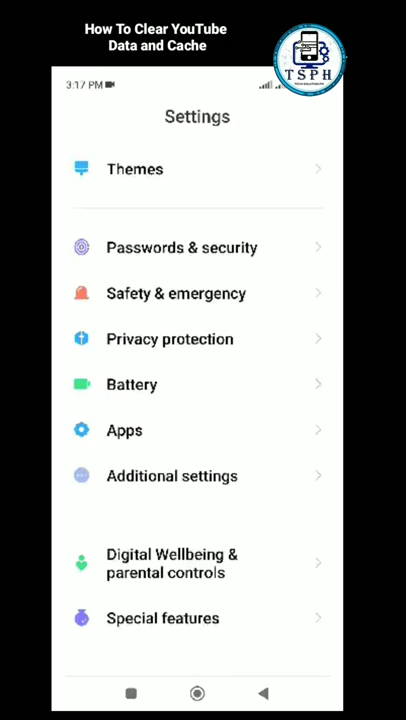 How To Clear YouTube
Data and Cache
TSPH
3:17 PM
Settings
Themes
Passwords & security
Safety & emergency
Privacy protection
Battery
Apps
Additional settings
Digital Wellbeing &
parental controls
Special features